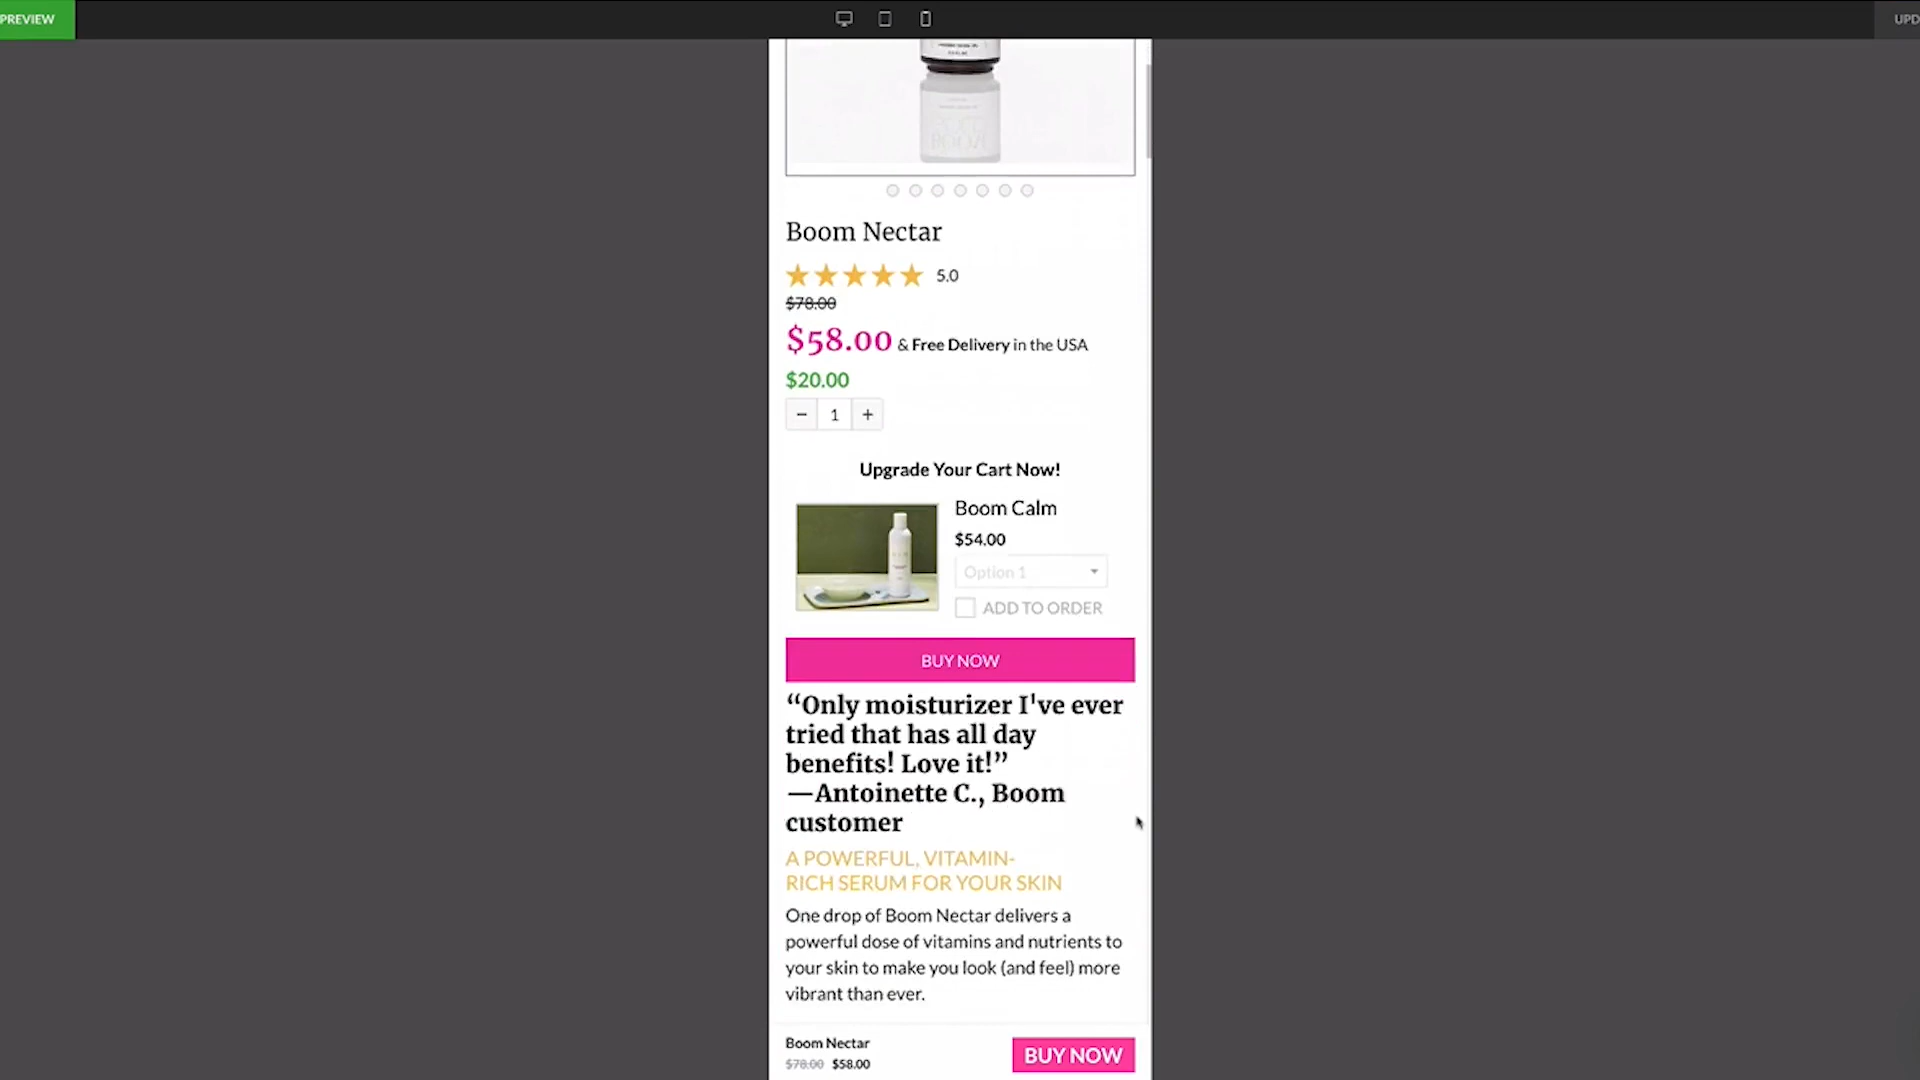 PREVIEW
UPD
Boom Nectar
5.0
$78.00
$58.00 & Free Delivery in the USA
$20.00
− 1 +
Upgrade Your Cart Now!
Boom Calm
$54.00
Option 1
ADD TO ORDER
BUY NOW
“Only moisturizer I've ever
tried that has all day
benefits! Love it!”
—Antoinette C., Boom
customer
A POWERFUL, VITAMIN-
RICH SERUM FOR YOUR SKIN
One drop of Boom Nectar delivers a
powerful dose of vitamins and nutrients to
your skin to make you look (and feel) more
vibrant than ever.
Boom Nectar
$78.00 $58.00
BUY NOW